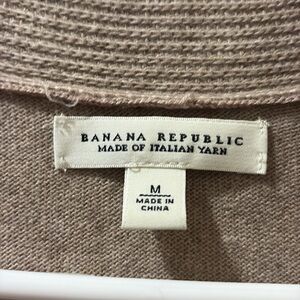 BANANA REPUBLIC
MADE OF ITALIAN YARN
M
MADE IN
CHINA